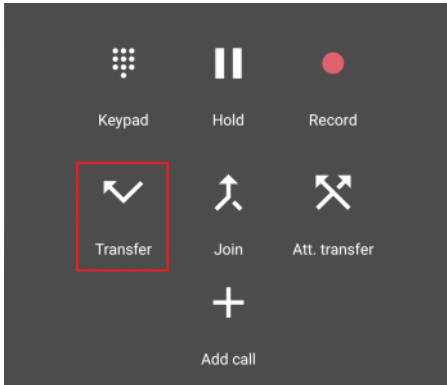 Keypad
Hold
Record
Transfer
Join
Att. transfer
Add call